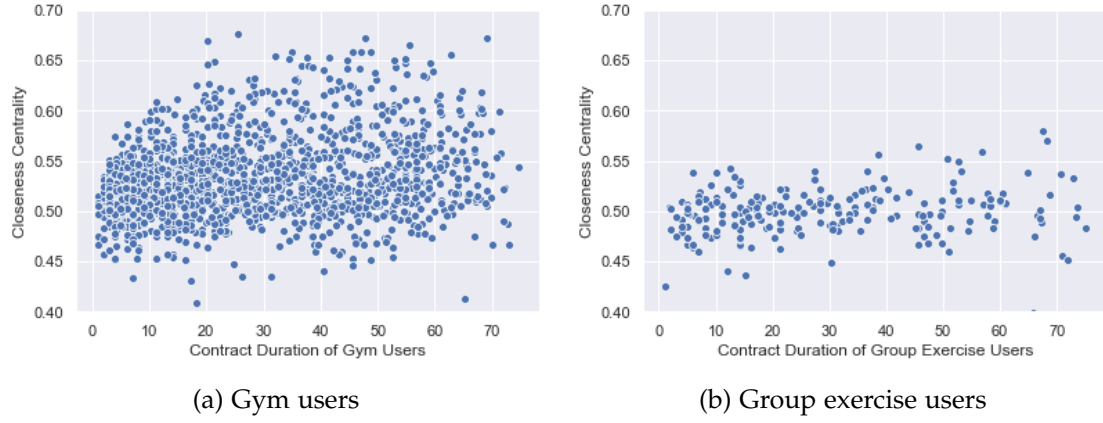 0.70
0.65
0.60
0.55
0.50
0.45
0.40
Closeness Centrality
0 10 20 30 40 50 60 70
Contract Duration of Gym Users
(a) Gym users
0.70
0.65
0.60
0.55
0.50
0.45
0.40
Closeness Centrality
0 10 20 30 40 50 60 70
Contract Duration of Group Exercise Users
(b) Group exercise users